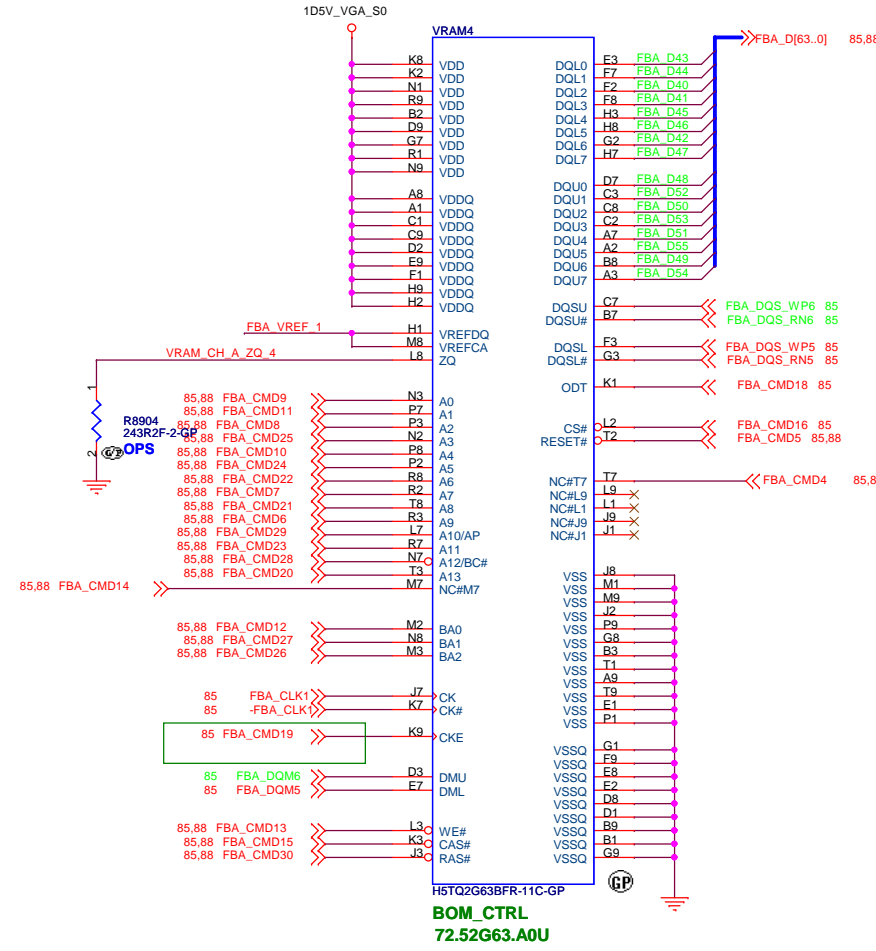 1D5V_VGA_S0
VRAM4
FBA_D[63..0] 85,88
K8 VDD DQL0 E3 FBA_D43
K2 VDD DQL1 F7 FBA_D44
N1 VDD DQL2 F2 FBA_D40
R9 VDD DQL3 F8 FBA_D41
B2 VDD DQL4 H3 FBA_D45
D9 VDD DQL5 H8 FBA_D46
G7 VDD DQL6 G2 FBA_D42
R1 VDD DQL7 H7 FBA_D47
N9 VDD
A8 VDDQ DQU0 D7 FBA_D48
A1 VDDQ DQU1 C3 FBA_D52
C1 VDDQ DQU2 C8 FBA_D50
C9 VDDQ DQU3 C2 FBA_D53
D2 VDDQ DQU4 A7 FBA_D51
E9 VDDQ DQU5 A2 FBA_D55
F1 VDDQ DQU6 B8 FBA_D49
H9 VDDQ DQU7 A3 FBA_D54
H2 VDDQ
DQSU C7 FBA_DQS_WP6 85
DQSU# B7 FBA_DQS_RN6 85
FBA_VREF_1 H1 VREFDQ
M8 VREFCA DQSL F3 FBA_DQS_WP5 85
VRAM_CH_A_ZQ_4 L8 ZQ DQSL# G3 FBA_DQS_RN5 85
ODT K1 FBA_CMD18 85
1
R8904
243R2F-2-GP
OPS
2
GP
85,88 FBA_CMD9 N3 A0
85,88 FBA_CMD11 P7 A1
85,88 FBA_CMD8 P3 A2 CS# L2 FBA_CMD16 85
85,88 FBA_CMD25 N2 A3 RESET# T2 FBA_CMD5 85,88
85,88 FBA_CMD10 P8 A4
85,88 FBA_CMD24 P2 A5
85,88 FBA_CMD22 R8 A6 NC#T7 T7 FBA_CMD4 85,8
85,88 FBA_CMD7 R2 A7 NC#L9 L9
85,88 FBA_CMD21 T8 A8 NC#L1 L1
85,88 FBA_CMD6 R3 A9 NC#J9 J9
85,88 FBA_CMD29 L7 A10/AP NC#J1 J1
85,88 FBA_CMD23 R7 A11
85,88 FBA_CMD28 N7 A12/BC#
85,88 FBA_CMD20 T3 A13 VSS J8
85,88 FBA_CMD14 M7 NC#M7 VSS M1
VSS M9
VSS J2
85,88 FBA_CMD12 M2 BA0 VSS P9
85,88 FBA_CMD27 N8 BA1 VSS G8
85,88 FBA_CMD26 M3 BA2 VSS B3
VSS T1
VSS A9
85 FBA_CLK1 J7 CK VSS T9
85 -FBA_CLK1 K7 CK# VSS E1
VSS P1
85 FBA_CMD19 K9 CKE
VSSQ G1
VSSQ F9
85 FBA_DQM6 D3 DMU VSSQ E8
85 FBA_DQM5 E7 DML VSSQ E2
VSSQ D8
VSSQ D1
85,88 FBA_CMD13 L3 WE# VSSQ B9
85,88 FBA_CMD15 K3 CAS# VSSQ B1
85,88 FBA_CMD30 J3 RAS# VSSQ G9
H5TQ2G63BFR-11C-GP
GP
BOM_CTRL
72.52G63.A0U